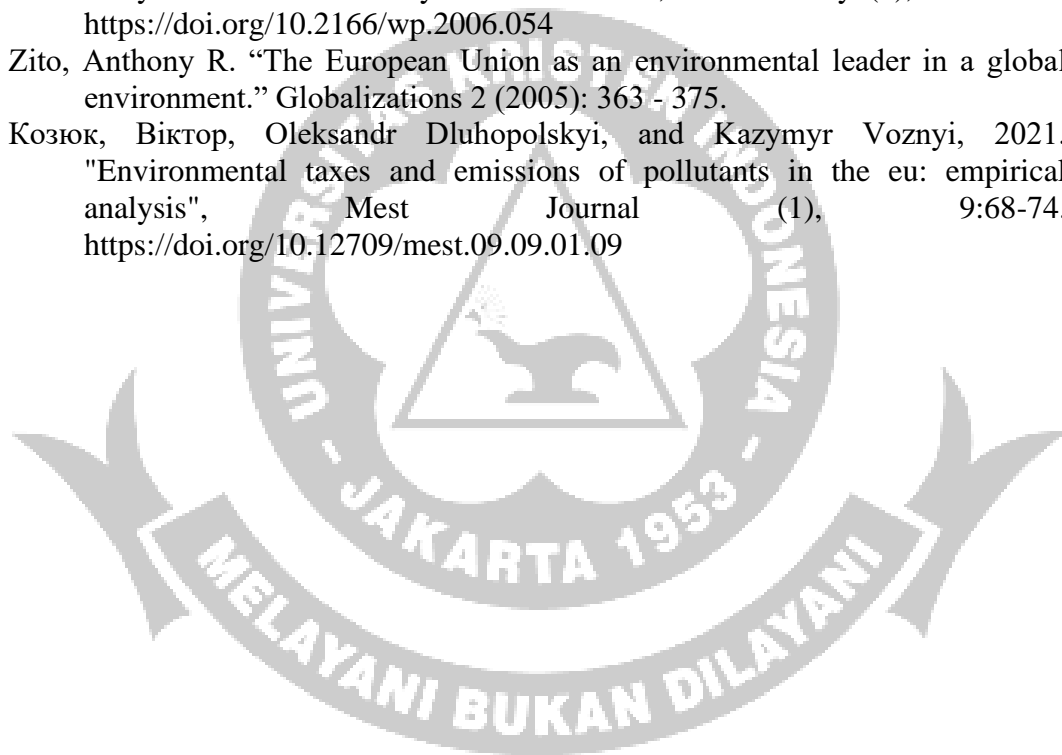 https://doi.org/10.2166/wp.2006.054
Zito, Anthony R. “The European Union as an environmental leader in a global
environment.” Globalizations 2 (2005): 363 - 375.
Козюк, Віктор, Oleksandr Dluhopolskyi, and Kazymyr Voznyi, 2021.
"Environmental taxes and emissions of pollutants in the eu: empirical
analysis", Mest Journal (1), 9:68-74.
https://doi.org/10.12709/mest.09.09.01.09
UNIVERSITAS KRISTEN INDONESIA
- JAKARTA 1953 -
MELAYANI BUKAN DILAYANI